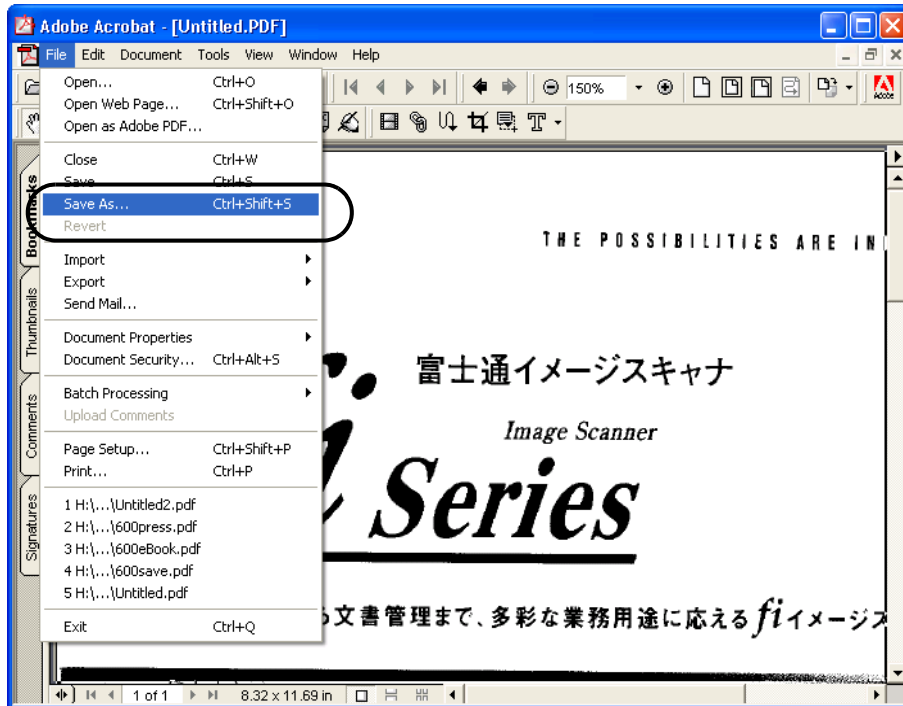 Adobe Acrobat - [Untitled.PDF]
File Edit Document Tools View Window Help
Open... Ctrl+O
Open Web Page... Ctrl+Shift+O
Open as Adobe PDF...
Close Ctrl+W
Save Ctrl+S
Save As... Ctrl+Shift+S
Revert
Import
Export
Send Mail...
Document Properties
Document Security... Ctrl+Alt+S
Batch Processing
Upload Comments
Page Setup... Ctrl+Shift+P
Print... Ctrl+P
1 H:\...\Untitled2.pdf
2 H:\...\600press.pdf
3 H:\...\600eBook.pdf
4 H:\...\600save.pdf
5 H:\...\Untitled.pdf
Exit Ctrl+Q
150%
Adobe
Bookmarks
Thumbnails
Comments
Signatures
THE POSSIBILITIES ARE IN
富士通イメージスキャナ
Image Scanner
i Series
文書管理まで、多彩な業務用途に応えるfiイメージス
1 of 1 8.32 x 11.69 in